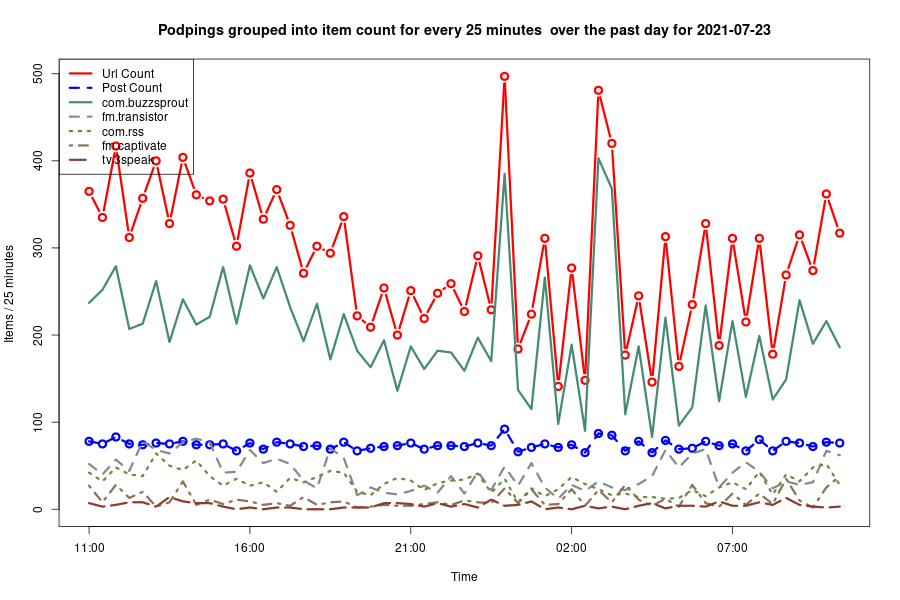 Podpings grouped into item count for every 25 minutes  over the past day for 2021-07-23
Url Count
Post Count
com.buzzsprout
fm.transistor
com.rss
fm.captivate
tv.3speak
500
400
300
200
100
0
Items / 25 minutes
11:00
16:00
21:00
02:00
07:00
Time